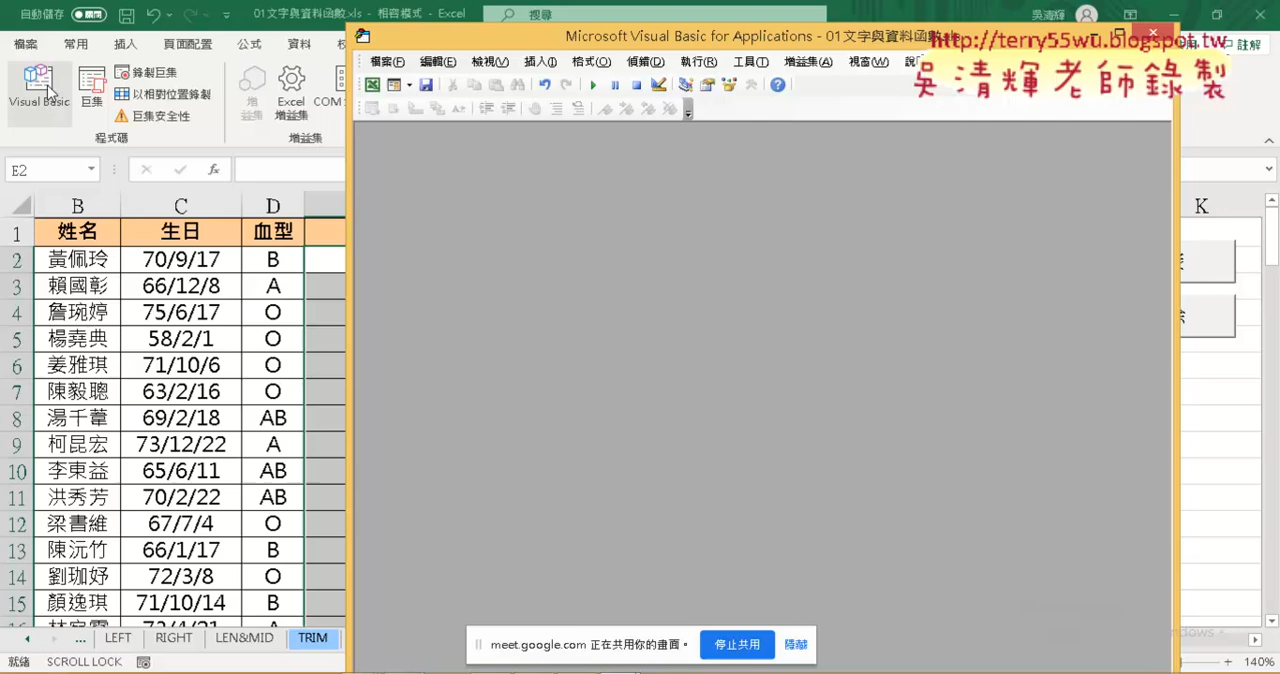 自動儲存
01文字與資料函數.xls - 相容模式 - Excel
搜尋
吳清輝
檔案 常用 插入 頁面配置 公式 資料
註解
Visual Basic
巨集
錄製巨集
以相對位置錄製
巨集安全性
程式碼
增益集
Excel 增益集
COM
增益集
Microsoft Visual Basic for Applications - 01文字與資料函數.xls
檔案(F) 編輯(E) 檢視(V) 插入(I) 格式(O) 偵錯(D) 執行(R) 工具(T) 增益集(A) 視窗(W) 說
http://terry55wu.blogspot.tw
吳清輝老師錄製
E2
fx
B C D K
1 姓名 生日 血型
2 黃佩玲 70/9/17 B
3 賴國彰 66/12/8 A
4 詹琬婷 75/6/17 O
5 楊堯典 58/2/1 O
6 姜雅琪 71/10/6 O
7 陳毅聰 63/2/16 O
8 湯千葦 69/2/18 AB
9 柯昆宏 73/12/22 A
10 李東益 65/6/11 AB
11 洪秀芳 70/2/22 AB
12 梁書維 67/7/4 O
13 陳沅竹 66/1/17 B
14 劉珈妤 72/3/8 O
15 顏逸琪 71/10/14 B
... LEFT RIGHT LEN&MID TRIM
meet.google.com 正在共用你的畫面。 停止共用 隱藏
就緒 SCROLL LOCK 140%